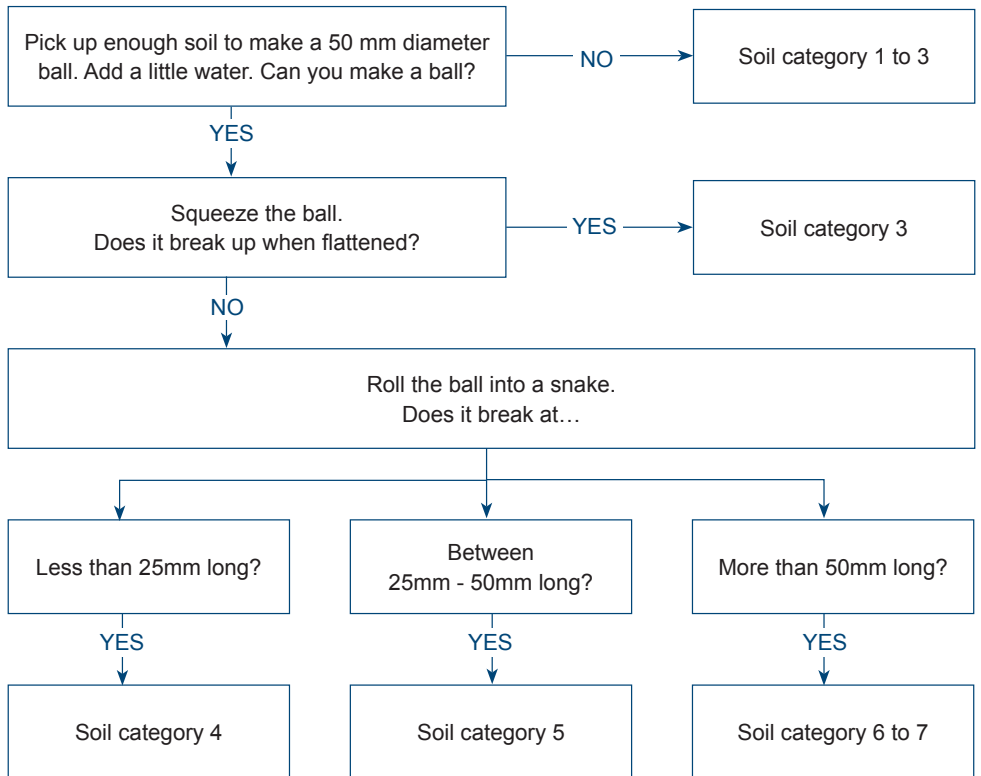 Pick up enough soil to make a 50 mm diameter
ball. Add a little water. Can you make a ball?
NO
Soil category 1 to 3
YES
Squeeze the ball.
Does it break up when flattened?
YES
Soil category 3
NO
Roll the ball into a snake.
Does it break at…
Less than 25mm long?
Between
25mm - 50mm long?
More than 50mm long?
YES
YES
YES
Soil category 4
Soil category 5
Soil category 6 to 7